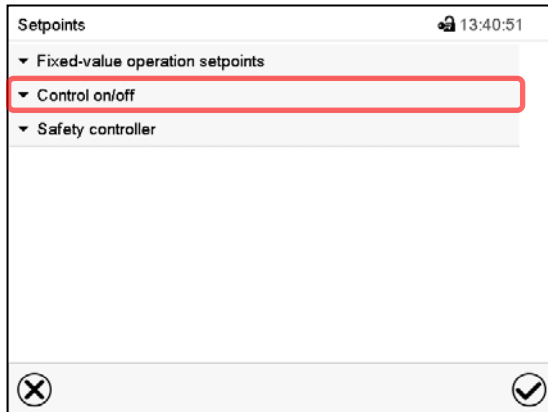 Setpoints 13:40:51
Fixed-value operation setpoints
Control on/off
Safety controller